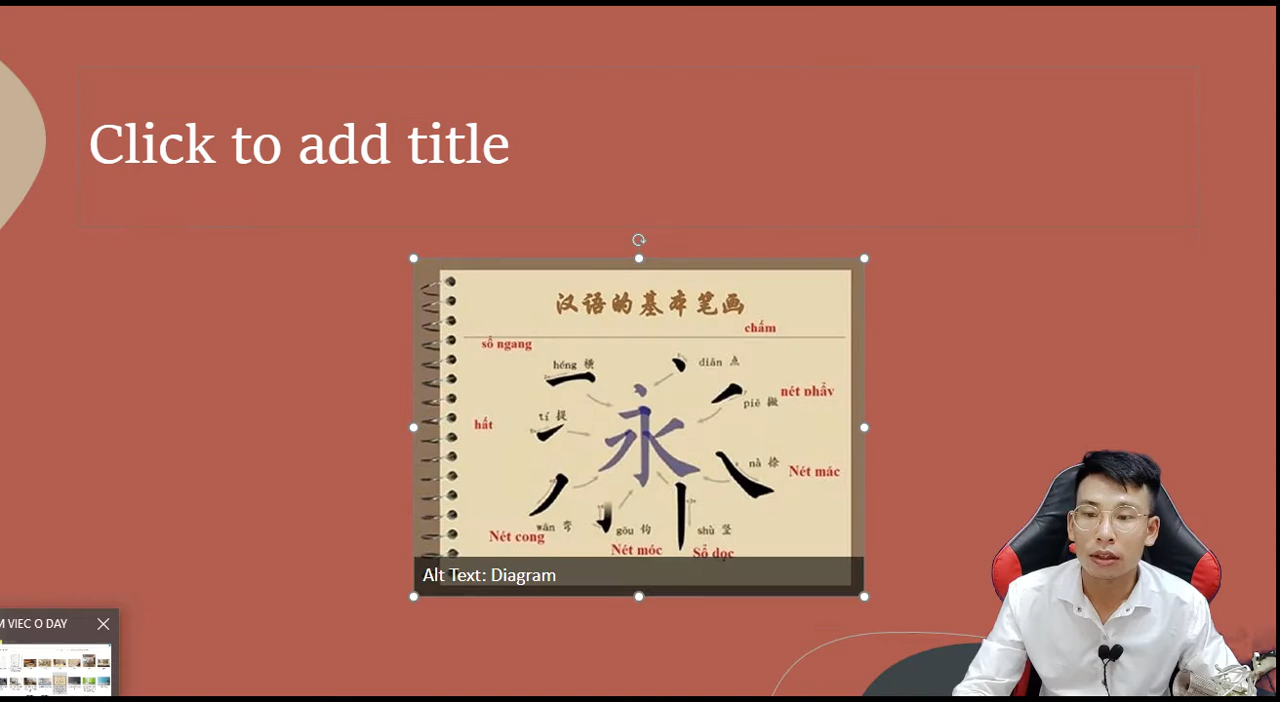 Click to add title
汉语的基本笔画
chấm
sổ ngang
héng 横
diǎn 点
nét phẩy
piě 撇
tí 提
hất
永
nà 捺
Nét mác
wān 弯
gōu 钩
shù 竖
Nét cong
Nét móc
Sổ dọc
Alt Text: Diagram
M VIEC O DAY